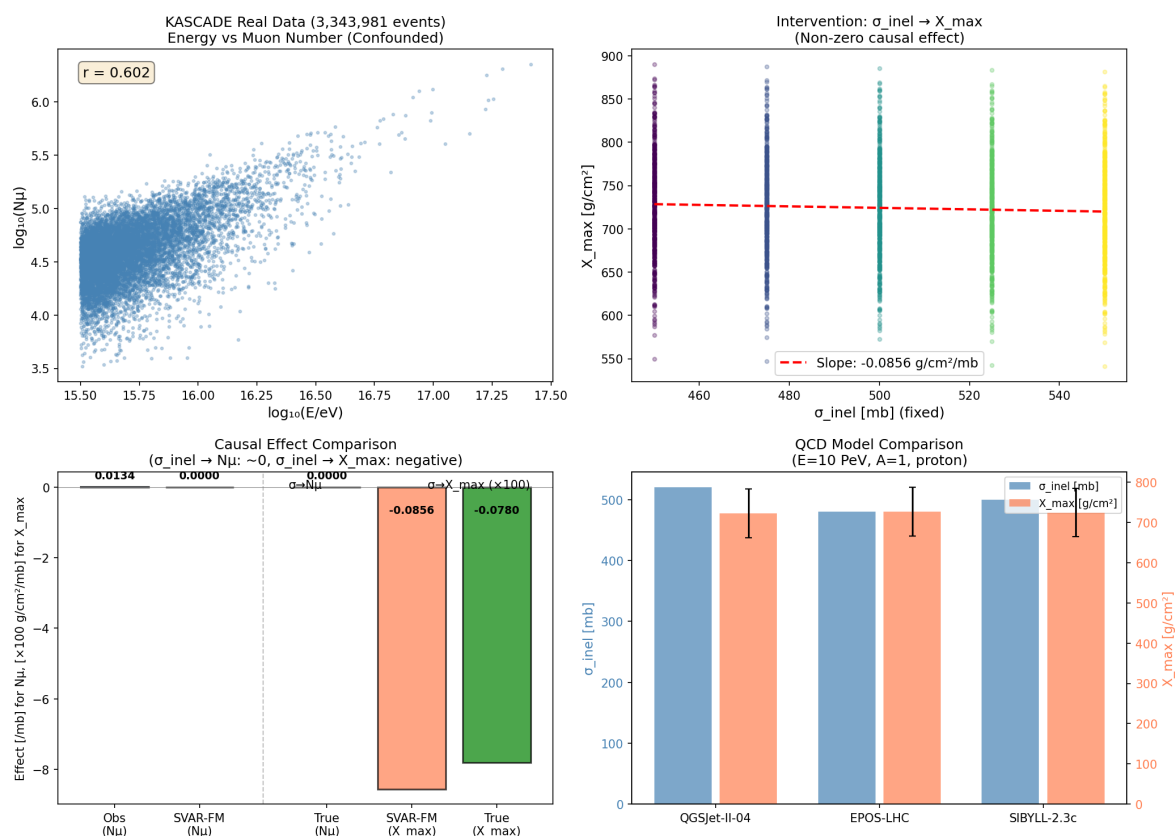 KASCADE Real Data (3,343,981 events)
Energy vs Muon Number (Confounded)
r = 0.602
log₁₀(Nμ)
6.0
5.5
5.0
4.5
4.0
3.5
15.50 15.75 16.00 16.25 16.50 16.75 17.00 17.25 17.50
log₁₀(E/eV)
Intervention: σ_inel → X_max
(Non-zero causal effect)
X_max [g/cm²]
900
850
800
750
700
650
600
550
Slope: -0.0856 g/cm²/mb
460 480 500 520 540
σ_inel [mb] (fixed)
Causal Effect Comparison
(σ_inel → Nμ: ~0, σ_inel → X_max: negative)
Effect [/mb] for Nμ, [×100 g/cm²/mb] for X_max
0.0134 0.0000 0.0000
σ→Nμ σ→X_max (×100)
-0.0856 -0.0780
0
−2
−4
−6
−8
Obs
(Nμ)
SVAR-FM
(Nμ)
True
(Nμ)
SVAR-FM
(X_max)
True
(X_max)
QCD Model Comparison
(E=10 PeV, A=1, proton)
σ_inel [mb]
X_max [g/cm²]
σ_inel [mb]
500
400
300
200
100
0
QGSJet-II-04 EPOS-LHC SIBYLL-2.3c
800
700
600
500
400
300
200
100
0
X_max [g/cm²]